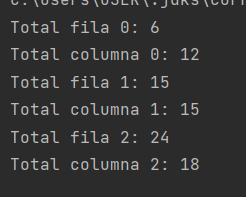 Total fila 0: 6
Total columna 0: 12
Total fila 1: 15
Total columna 1: 15
Total fila 2: 24
Total columna 2: 18